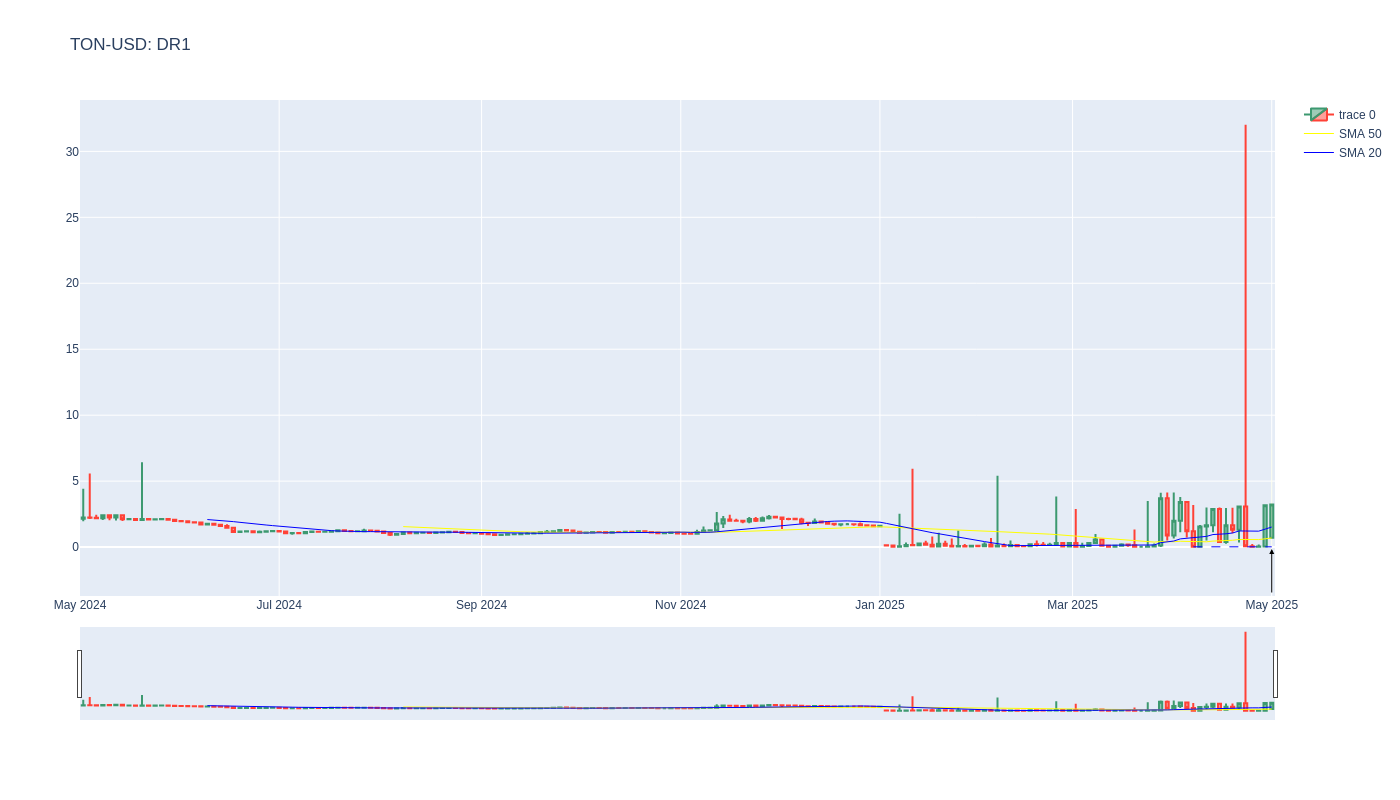 TON-USD: DR1
trace 0
SMA 50
SMA 20
30
25
20
15
10
5
0
May 2024
Jul 2024
Sep 2024
Nov 2024
Jan 2025
Mar 2025
May 2025